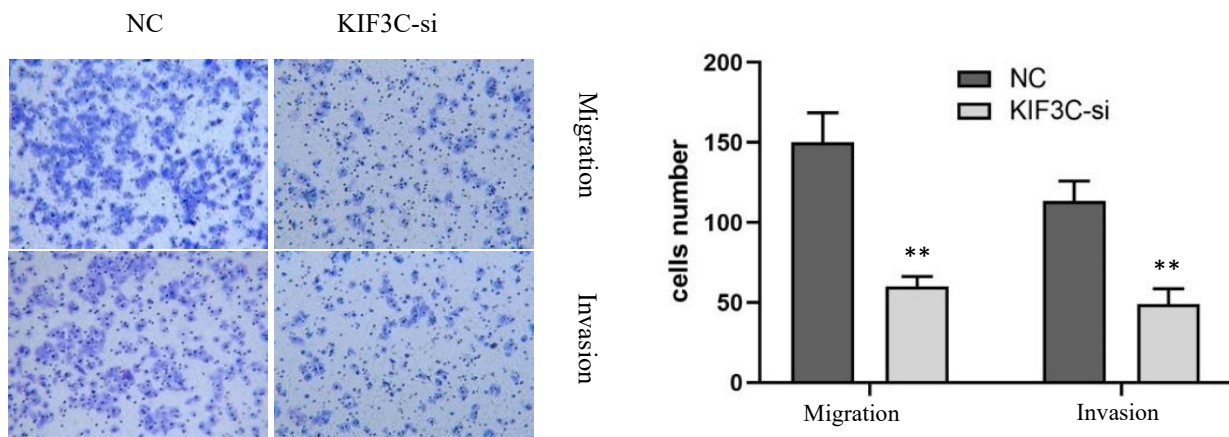 NC
KIF3C-si
Migration
Invasion
200
150
100
50
0
cells number
NC
KIF3C-si
**
**
Migration
Invasion